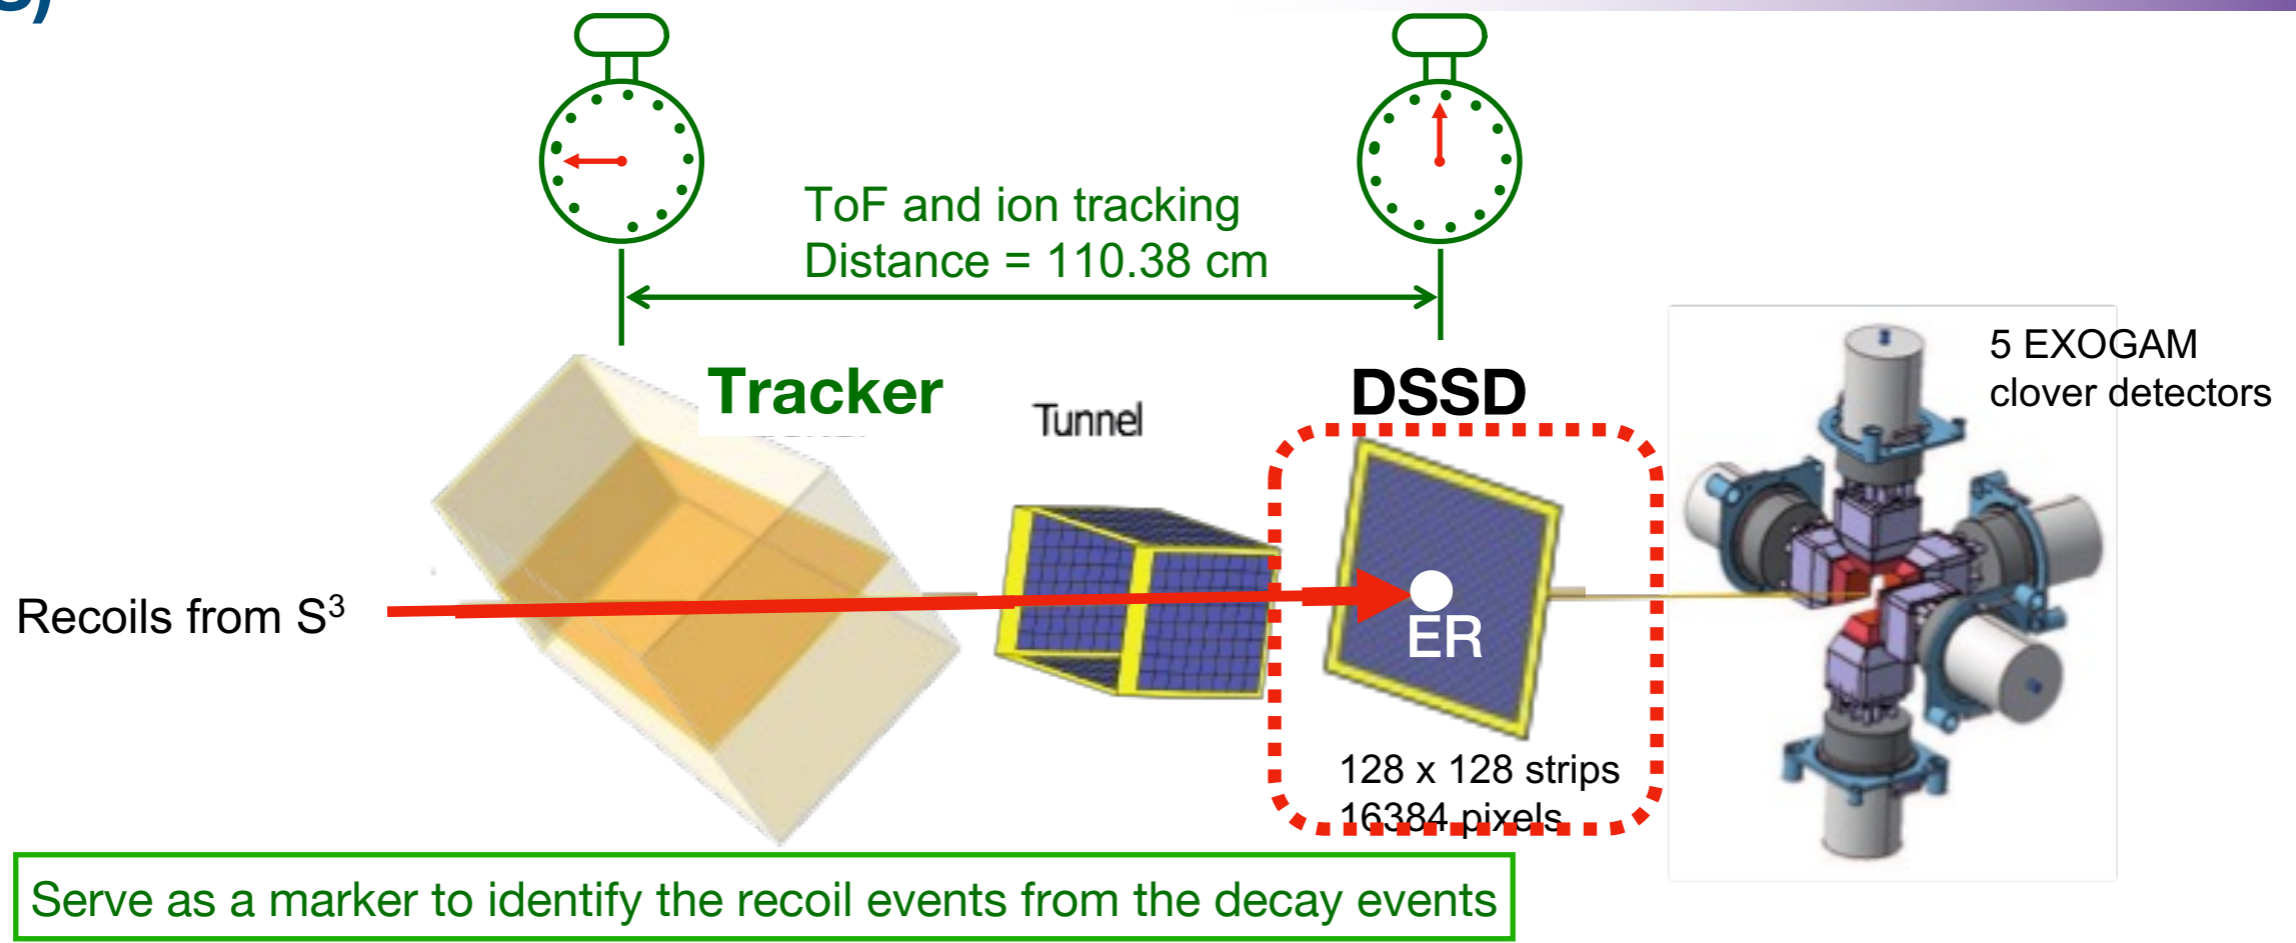 ToF and ion tracking
Distance = 110.38 cm
Tracker
Tunnel
DSSD
5 EXOGAM
clover detectors
Recoils from S³
ER
128 x 128 strips
16384 pixels
Serve as a marker to identify the recoil events from the decay events